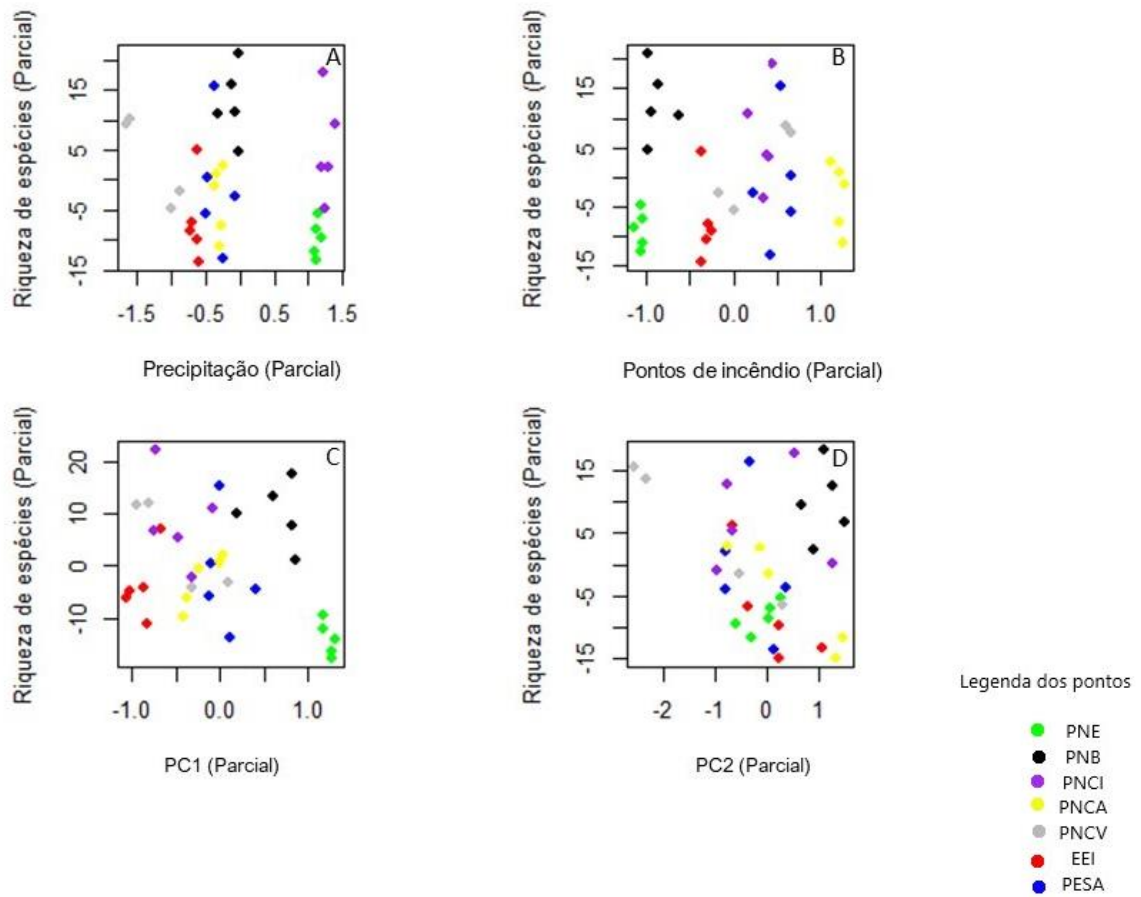 A
Riqueza de espécies (Parcial)
15
5
-5
-15
-1.5 -0.5 0.5 1.5
Precipitação (Parcial)
B
Riqueza de espécies (Parcial)
15
5
-5
-15
-1.0 0.0 1.0
Pontos de incêndio (Parcial)
C
Riqueza de espécies (Parcial)
20
10
0
-10
-1.0 0.0 1.0
PC1 (Parcial)
D
Riqueza de espécies (Parcial)
15
5
-5
-15
-2 -1 0 1
PC2 (Parcial)
Legenda dos pontos
PNE
PNB
PNCI
PNCA
PNCV
EEI
PESA